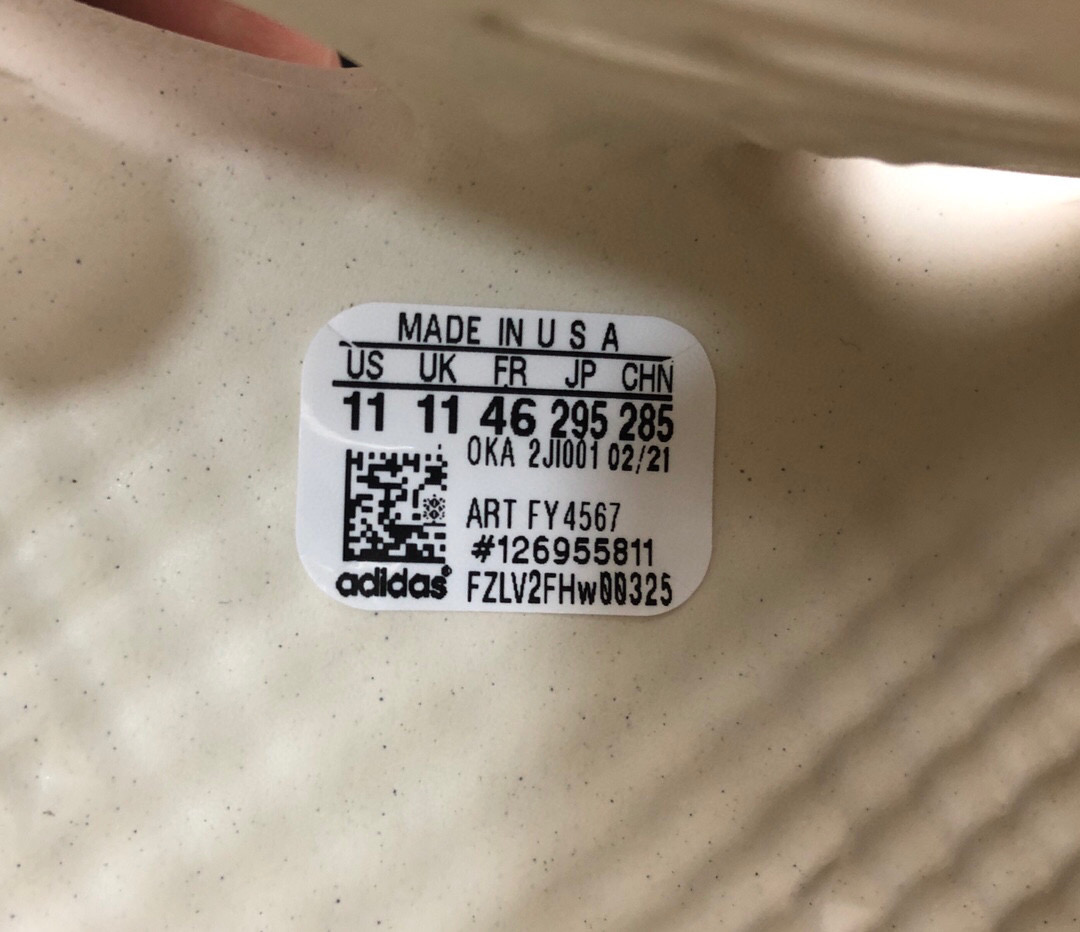 MADE IN U S A
US UK FR JP CHN
11 11 46 295 285
OKA 2JI001 02/21
ART FY4567
#126955811
adidas® FZLV2FHw00325